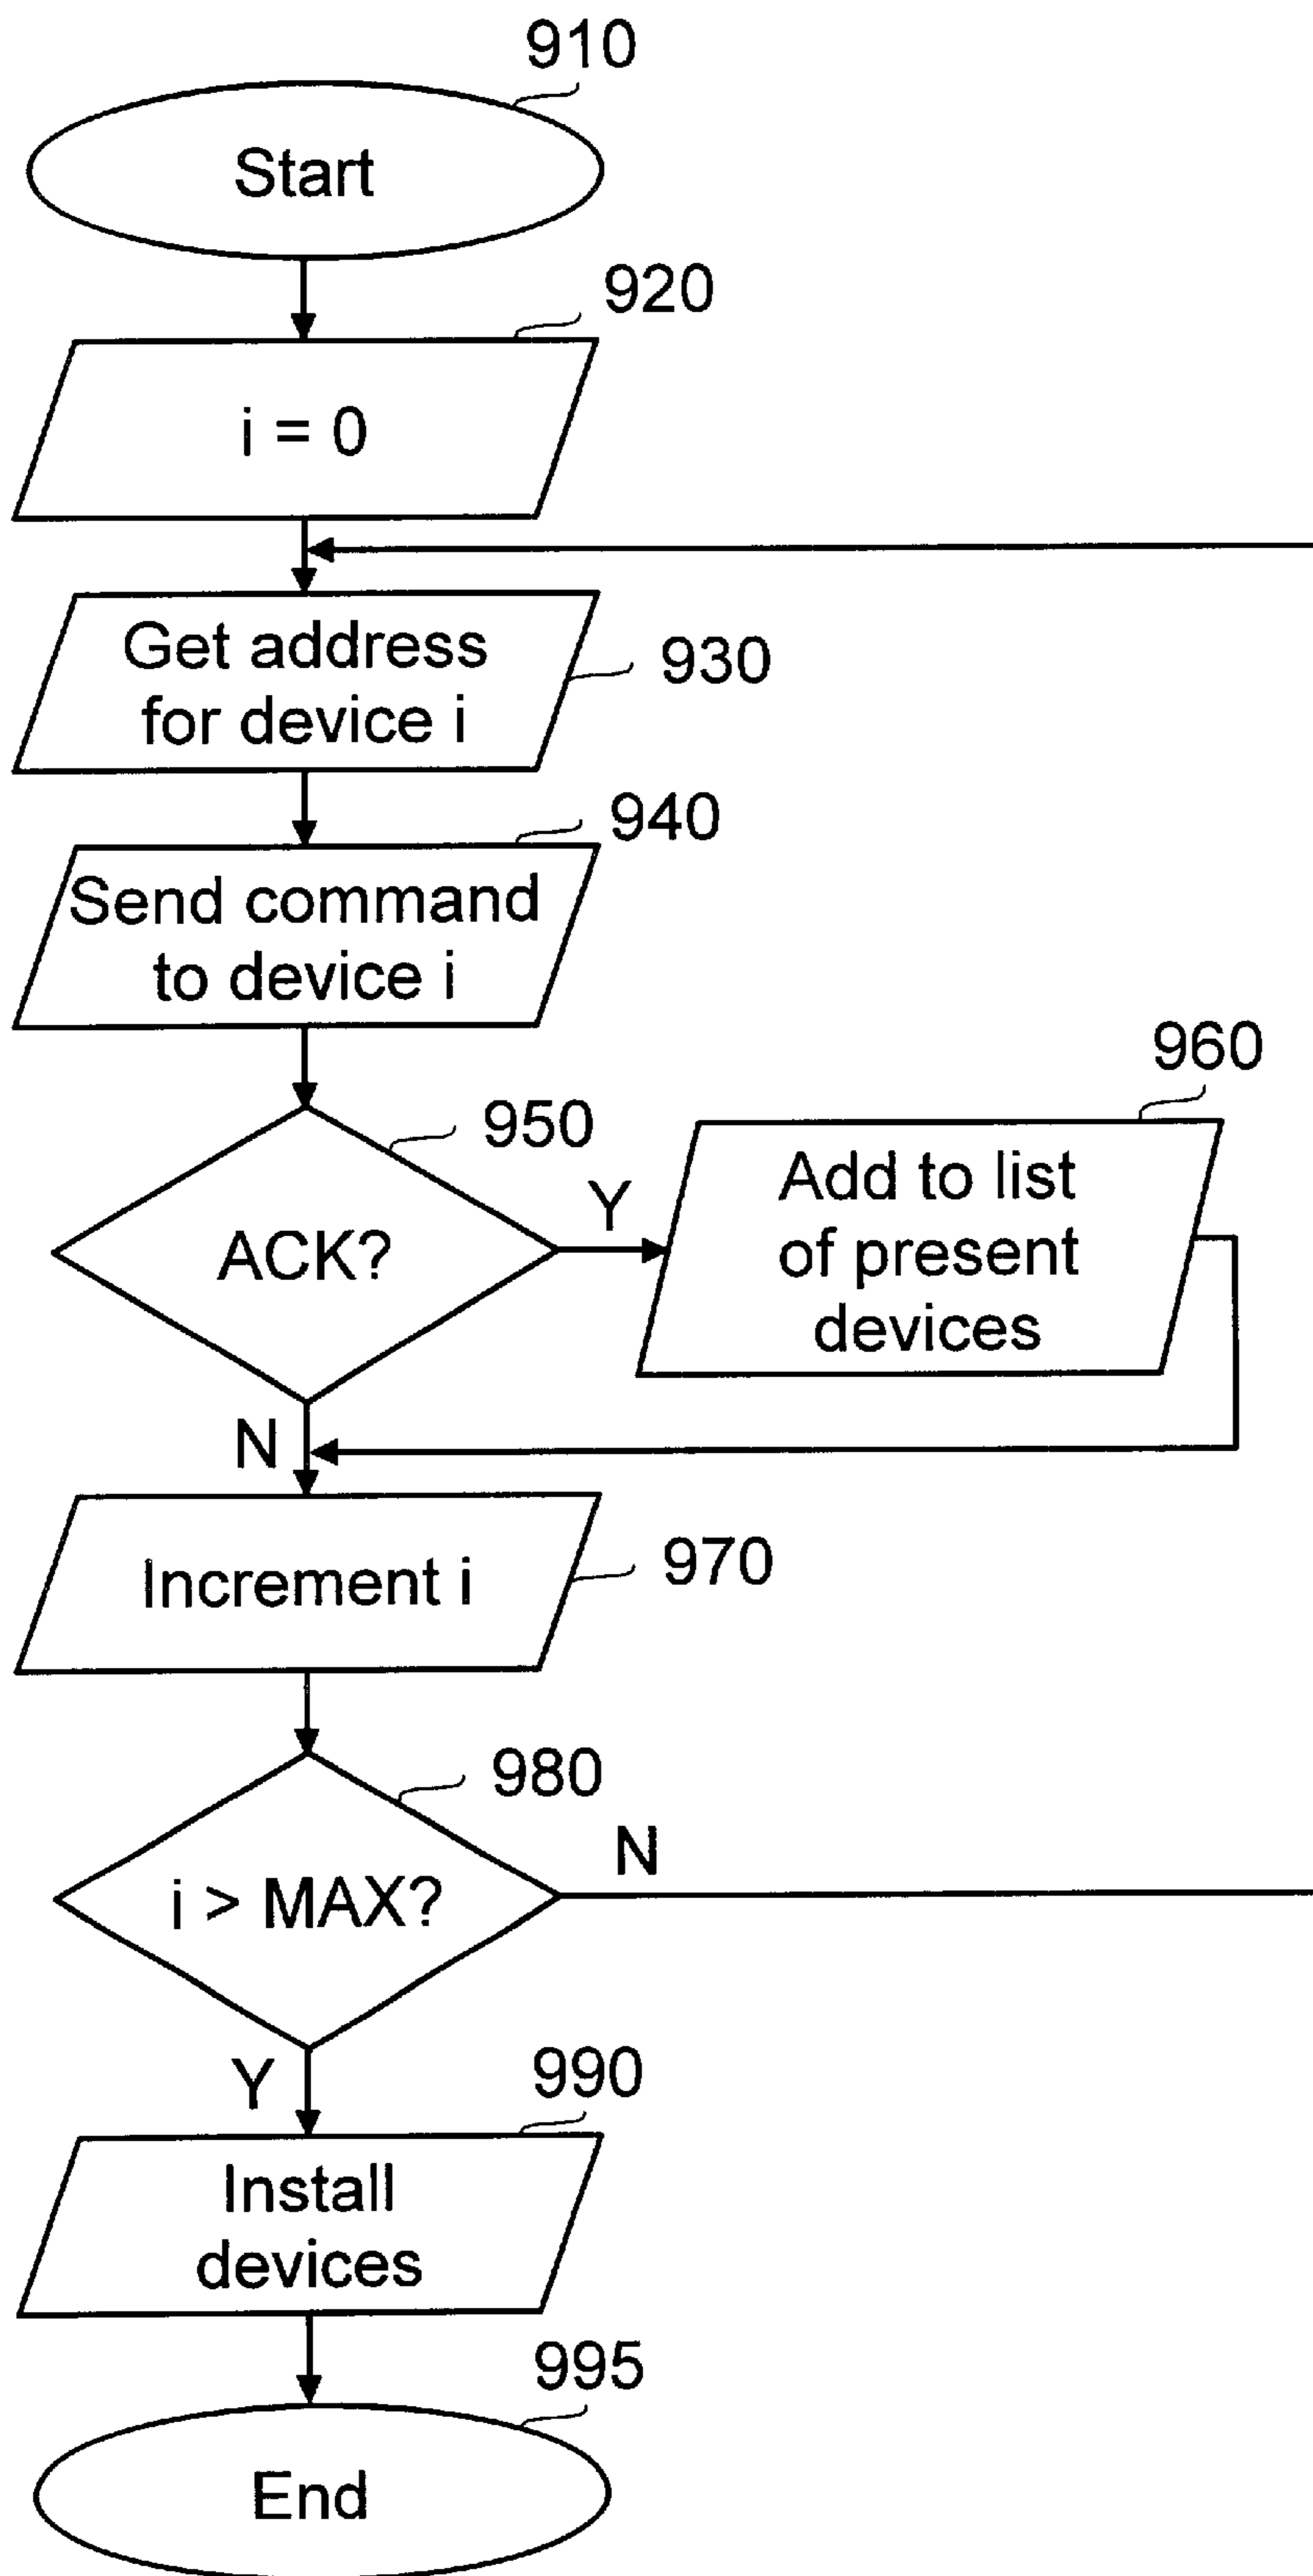 910
Start
920
i = 0
Get address
for device i
930
940
Send command
to device i
950
ACK?
Y
960
Add to list
of present
devices
N
Increment i
970
980
i > MAX?
N
Y
990
Install
devices
995
End